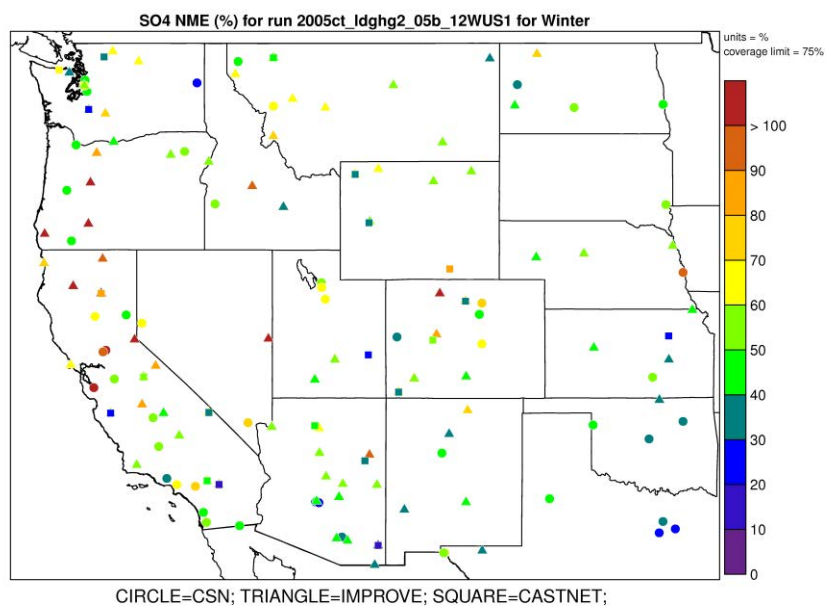 SO4 NME (%) for run 2005ct_ldghg2_05b_12WUS1 for Winter
units = %
coverage limit = 75%
> 100
90
80
70
60
50
40
30
20
10
0
CIRCLE=CSN; TRIANGLE=IMPROVE; SQUARE=CASTNET;